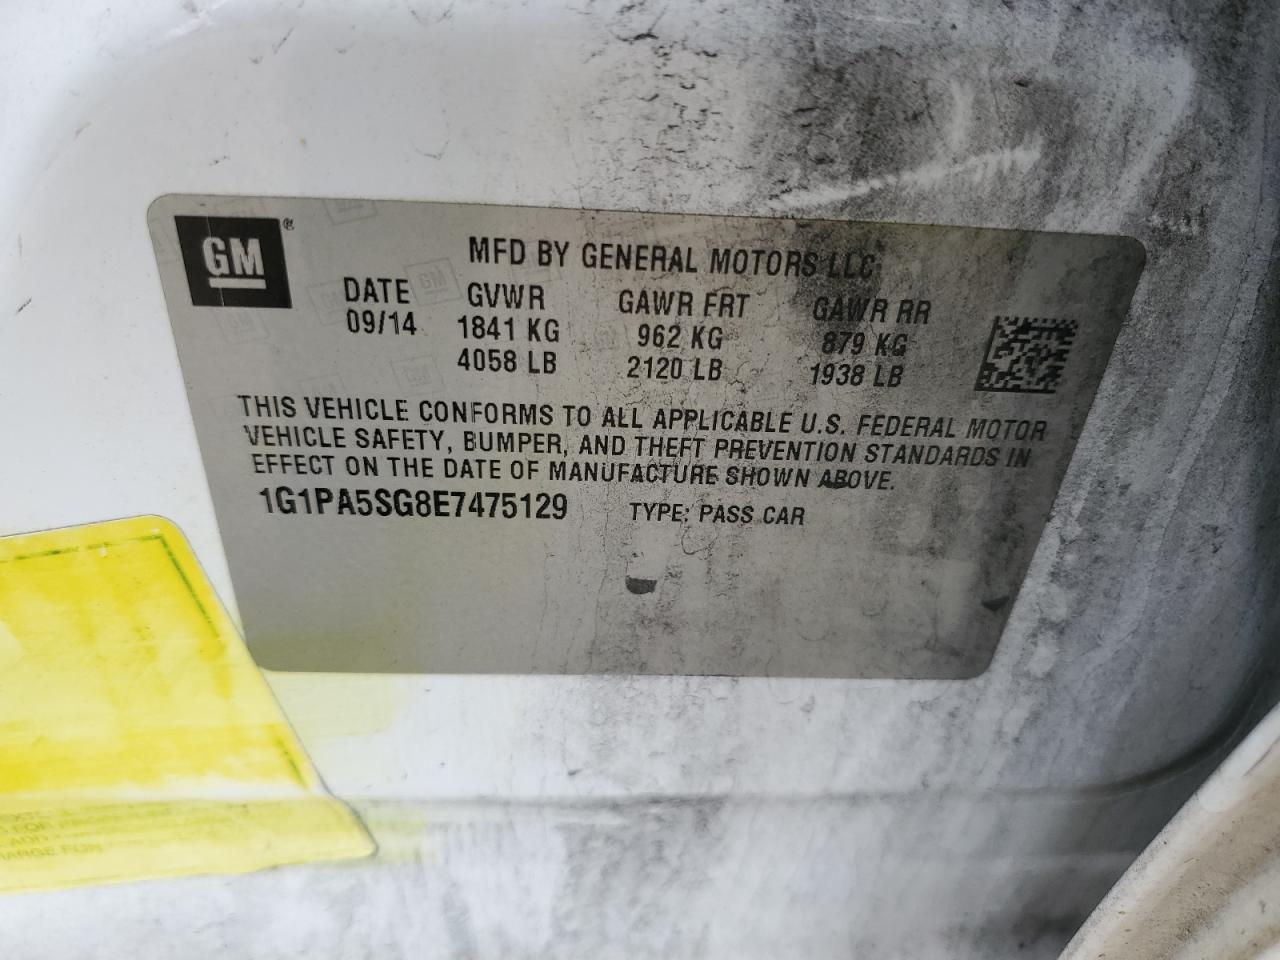 GM ®
MFD BY GENERAL MOTORS LLC
DATE GVWR GAWR FRT GAWR RR
09/14 1841 KG 962 KG 879 KG
4058 LB 2120 LB 1938 LB
THIS VEHICLE CONFORMS TO ALL APPLICABLE U.S. FEDERAL MOTOR
VEHICLE SAFETY, BUMPER, AND THEFT PREVENTION STANDARDS IN
EFFECT ON THE DATE OF MANUFACTURE SHOWN ABOVE.
1G1PA5SG8E7475129 TYPE: PASS CAR